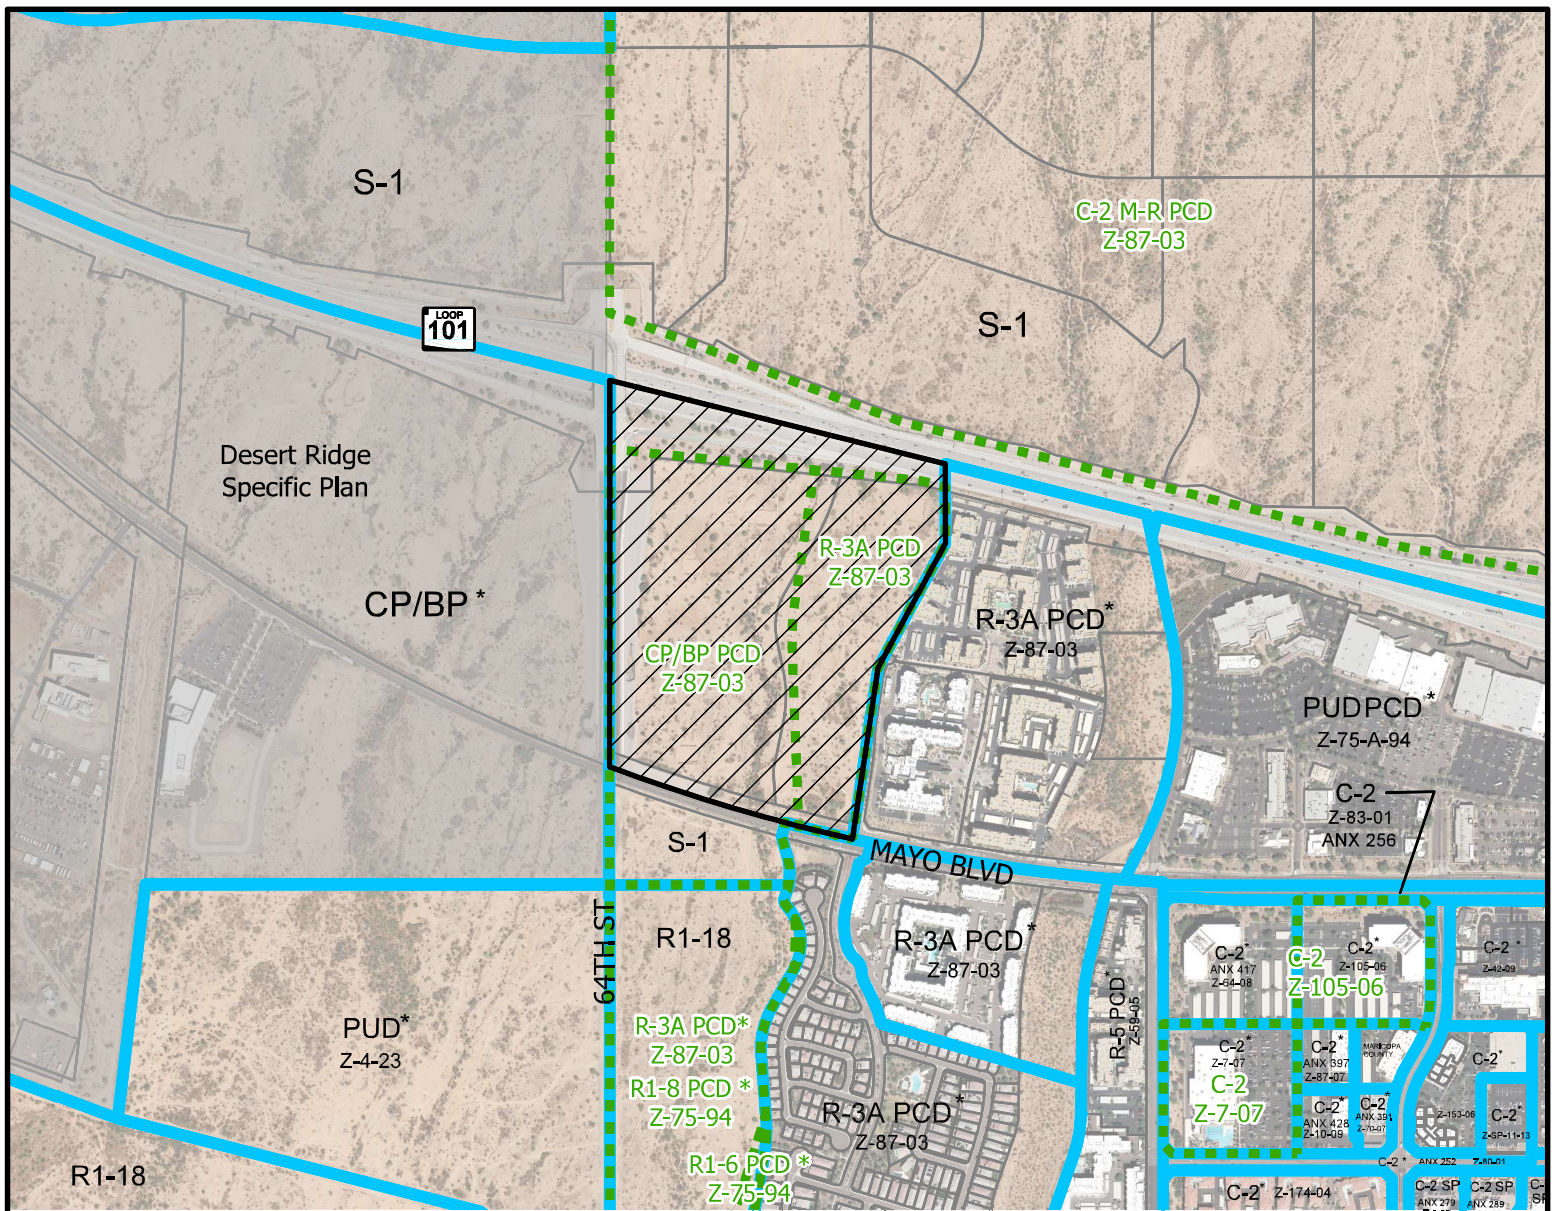 S-1
C-2 M-R PCD
Z-87-03
LOOP
101
S-1
Desert Ridge
Specific Plan
CP/BP *
R-3A PCD
Z-87-03
R-3A PCD*
Z-87-03
CP/BP PCD
Z-87-03
PUD PCD*
Z-75-A-94
C-2
Z-83-01
ANX 256
S-1
MAYO BLVD
64TH ST
R1-18
R-3A PCD*
Z-87-03
C-2*
ANX 417
Z-64-08
C-2*
Z-105-06
C-2
Z-105-06
C-2 *
Z-42-09
PUD*
Z-4-23
R-3A PCD*
Z-87-03
R1-8 PCD *
Z-75-94
R-5 PCD*
Z-59-05
C-2*
Z-7-07
C-2
Z-7-07
C-2*
ANX 397
Z-87-07
MARICOPA
COUNTY
C-2*
C-2*
ANX 428
Z-10-09
C-2*
ANX 391
Z-70-07
Z-153-06
C-2*
Z-SP-11-13
R-3A PCD*
Z-87-03
R1-6 PCD *
Z-75-94
R1-18
C-2 *
ANX 252
Z-80-01
C-2*
Z-174-04
C-2 SP
ANX 279
C-2 SP
ANX 289